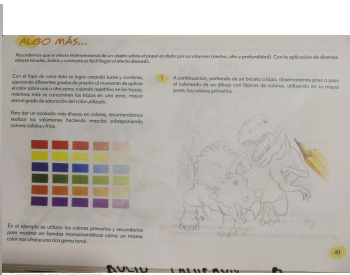 ALGO MÁS...
Recuerdamos que el efecto tridimensional de un objeto sobre el papel es dado por su volumen (ancho, alto y profundidad). Con la aplicación de diversos
valores tonales, brillos y contraste es fácil llegar al efecto deseado.
Con el lápiz de color esto se logra creando luces y sombras,
ejerciendo diferentes grados de presión al momento de aplicar
el color sobre una u otra zona; o siendo repetitivo en los trazos,
mientras más se concentren los trazos en una zona, mayor
será el grado de saturación del color utilizado.
Para dar un acabado más diverso en colores, recomendamos
realizar los volúmenes haciendo mezclas sobreponiendo
colores cálidos y fríos.
En el ejemplo se utilizan los colores primarios y secundarios
para mostrar en bandas monocromáticas cómo un mismo
color nos ofrece una rica gama tonal.
1
A continuación, partiendo de un boceto a lápiz, observaremos paso a paso
el coloreado de un dibujo con lápices de colores, utilizando en su mayor
parte, los colores primarios.
61